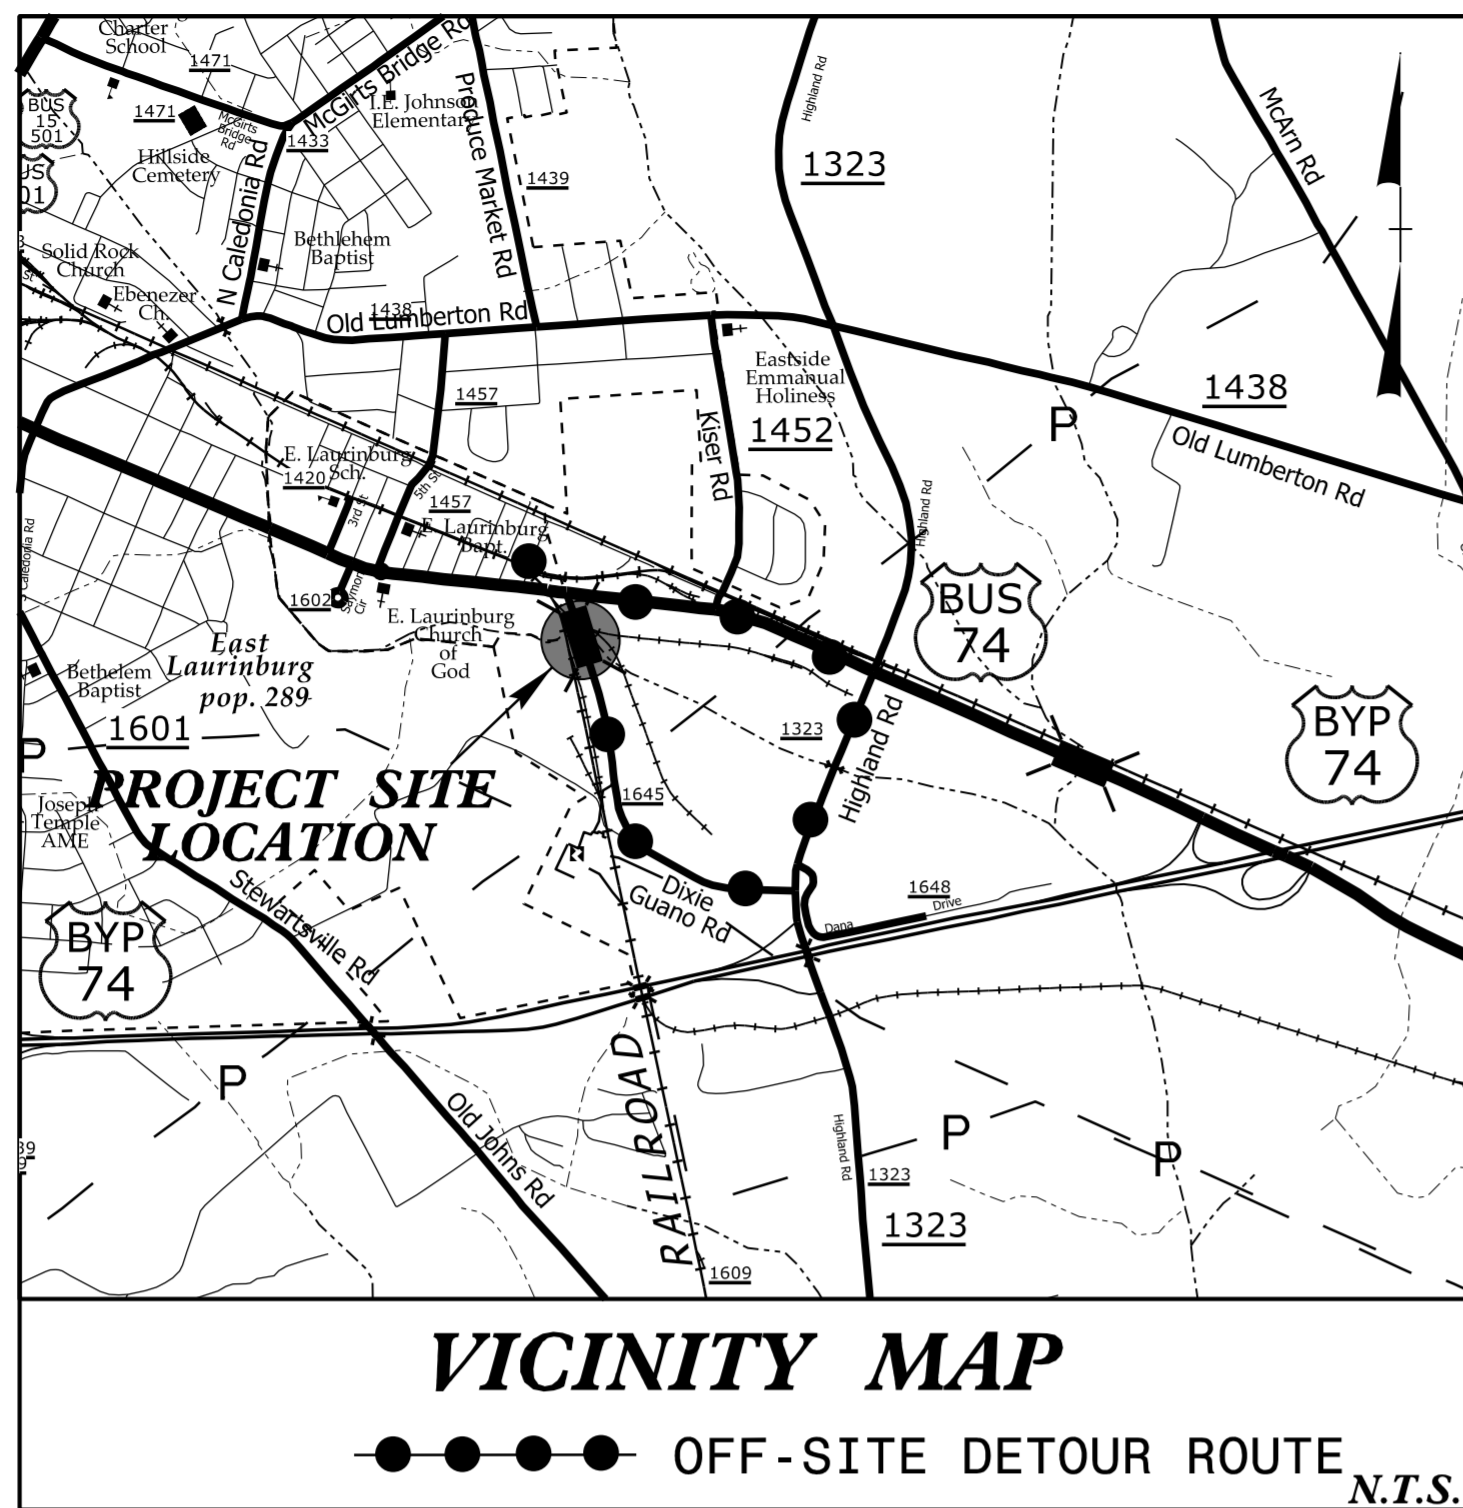 Charter
School
1471
McGirts Bridge Rd
BUS
15
501
1471
McGirts
Bridge
Rd
1433
I.E. Johnson
Elementary
Produce Market Rd
Highland Rd
1323
McArn Rd
Hillside
Cemetery
1439
N Caledonia Rd
Bethlehem
Baptist
Solid Rock
Church
Ebenezer
Ch.
St
1438
Old Lumberton Rd
Eastside
Emmanual
Holiness
1452
1438
Old Lumberton Rd
P
1457
Kiser Rd
E. Laurinburg
Sch.
1420
3rd St
5th St
1457
E. Laurinburg
Bapt.
Highland Rd
BUS
74
Caledonia Rd
1602
E. Laurinburg
Church
of
God
East
Laurinburg
pop. 289
Bethelem
Baptist
1601
P
1323
Highland Rd
BYP
74
PROJECT SITE
LOCATION
Joseph
Temple
AME
1645
Stewartsville Rd
Dixie
Guano Rd
1648
Dana Drive
BYP
74
P
Old Johns Rd
RAILROAD
Highland Rd
P
P
1323
1323
1609
VICINITY MAP
OFF-SITE DETOUR ROUTE
N.T.S.